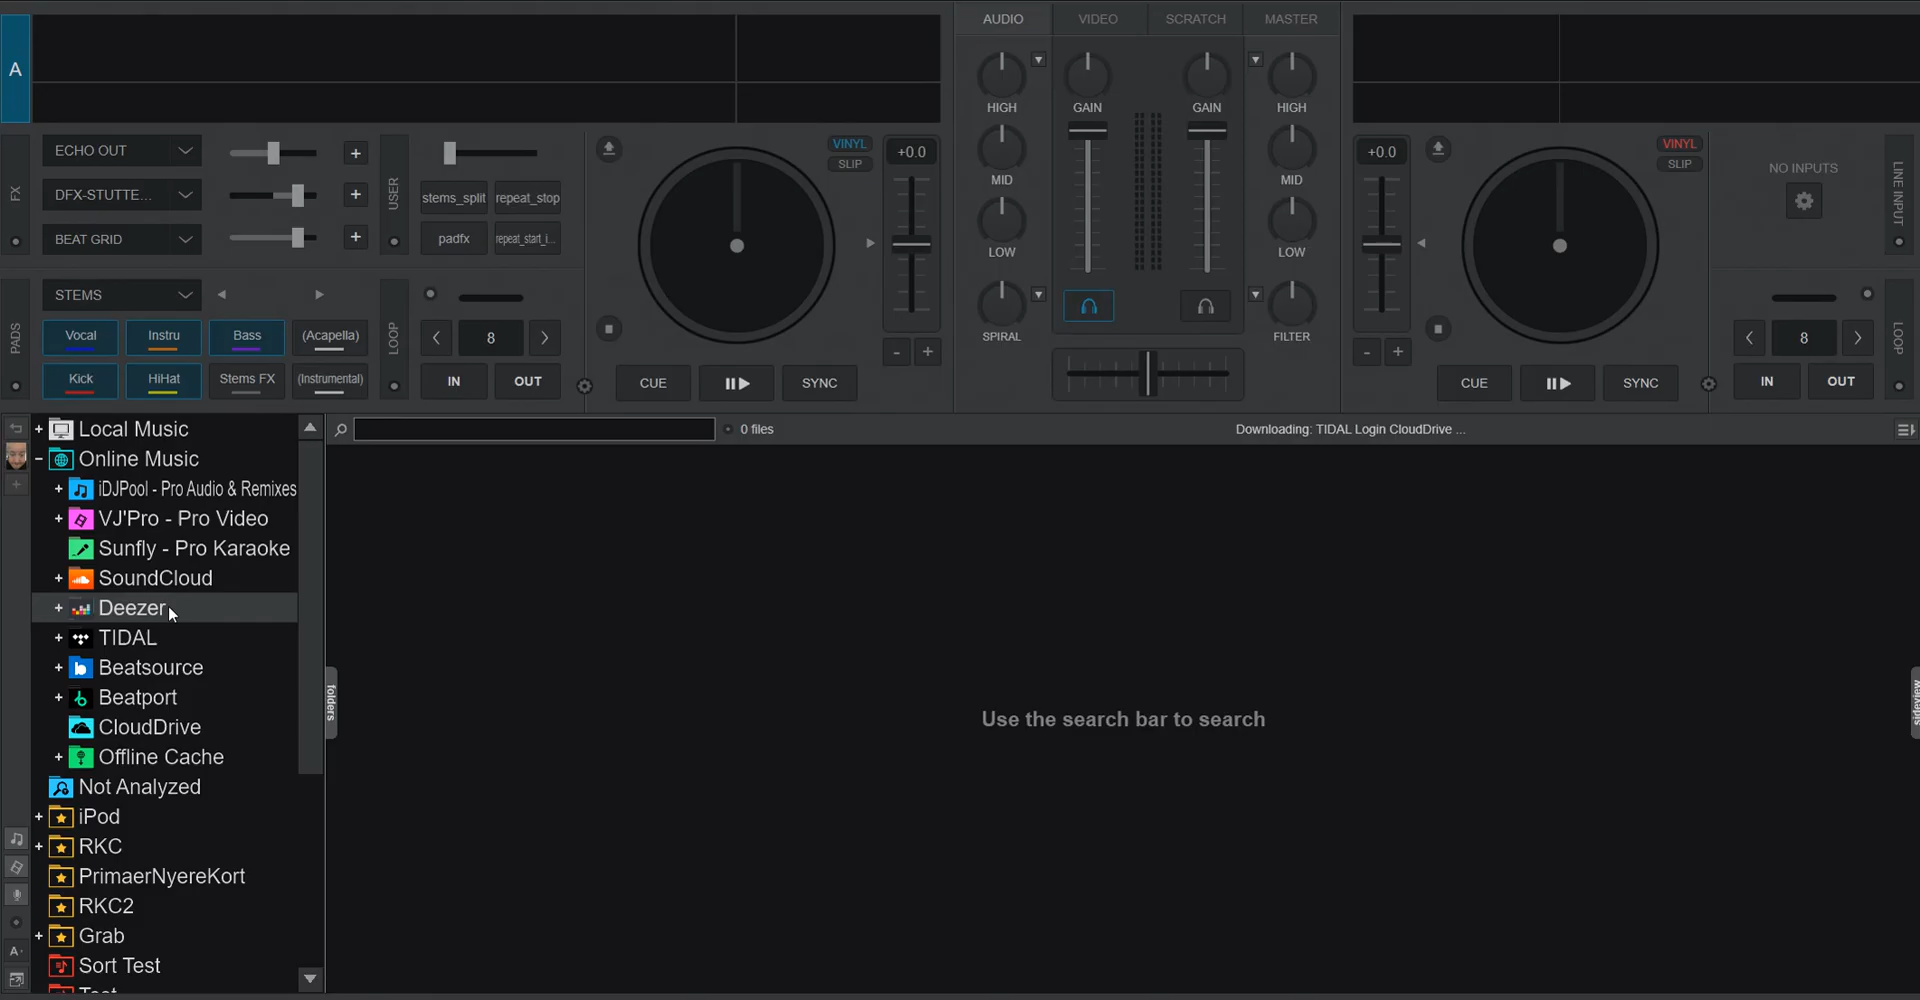 AUDIO VIDEO SCRATCH MASTER
A
HIGH GAIN GAIN HIGH
ECHO OUT
VINYL
SLIP
+0.0
MID
MID
+0.0
VINYL
SLIP
NO INPUTS
LINE INPUT
FX
DFX-STUTTE...
USER
stems_split repeat_stop
BEAT GRID
padfx repeat_start_i...
LOW
LOW
STEMS
PADS
Vocal Instru Bass (Acapella)
LOOP
8
SPIRAL
FILTER
8
LOOP
Kick HiHat Stems FX (Instrumental)
IN OUT
- +
CUE SYNC
- +
CUE SYNC
IN OUT
Local Music
0 files
Downloading: TIDAL Login CloudDrive ...
Online Music
iDJPool - Pro Audio & Remixes
VJ'Pro - Pro Video
Sunfly - Pro Karaoke
SoundCloud
Deezer
TIDAL
Beatsource
Beatport
CloudDrive
Offline Cache
Not Analyzed
iPod
RKC
PrimaerNyereKort
RKC2
Grab
Sort Test
folders
Use the search bar to search
sideview